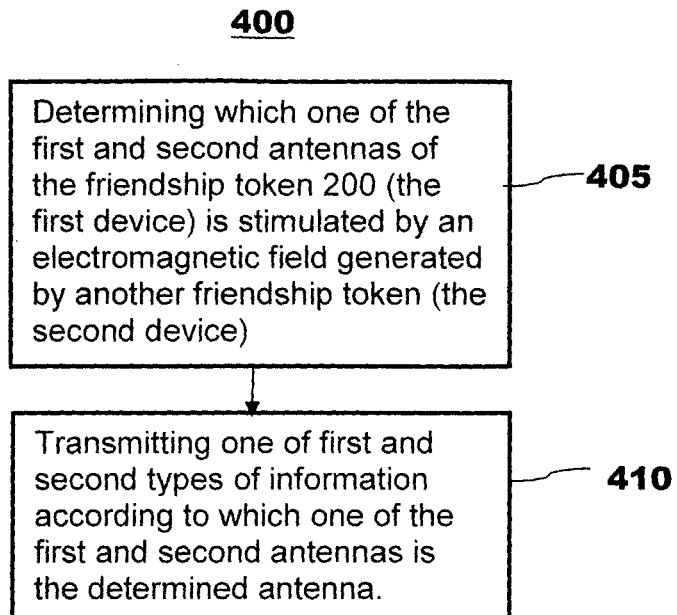 400
Determining which one of the
first and second antennas of
the friendship token 200 (the
first device) is stimulated by an
electromagnetic field generated
by another friendship token (the
second device)
405
Transmitting one of first and
second types of information
according to which one of the
first and second antennas is
the determined antenna.
410